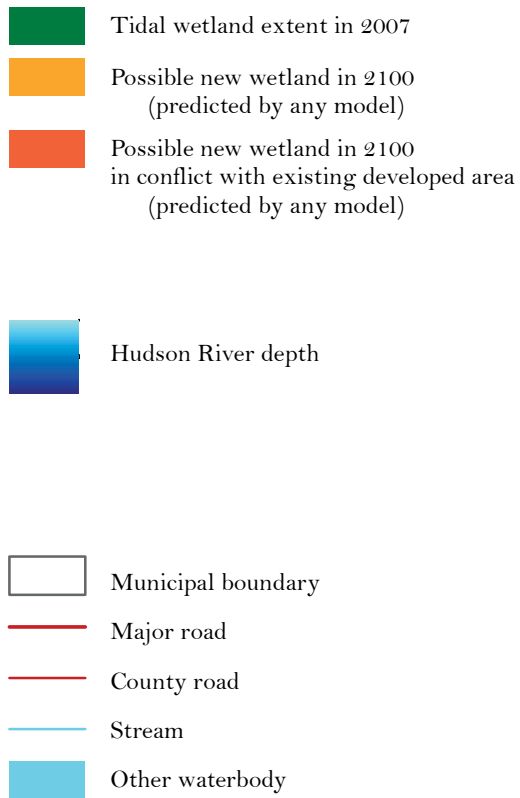 Tidal wetland extent in 2007
Possible new wetland in 2100
(predicted by any model)
Possible new wetland in 2100
in conflict with existing developed area
(predicted by any model)
Hudson River depth
Municipal boundary
Major road
County road
Stream
Other waterbody